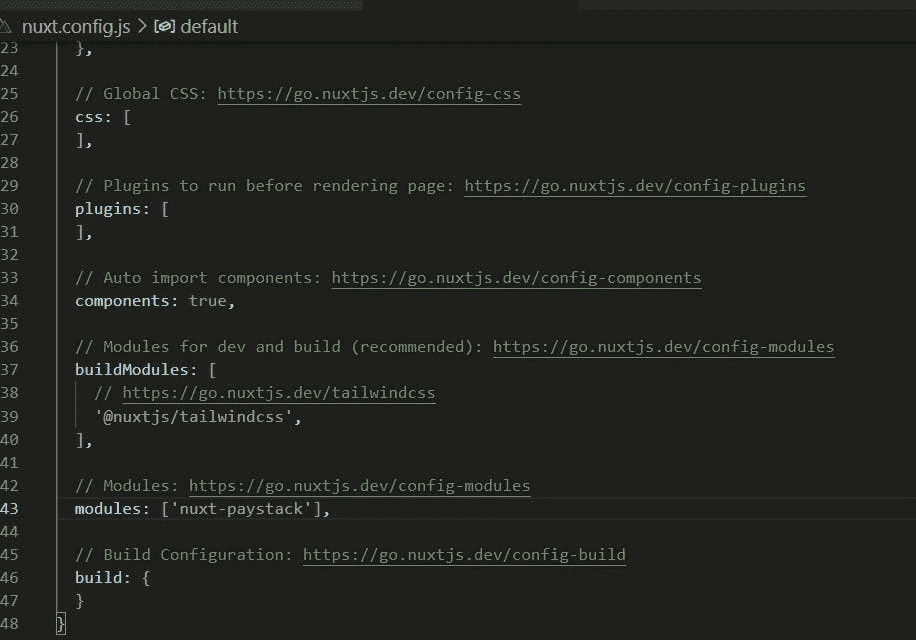 nuxt.config.js > default
23 },
24
25 // Global CSS: https://go.nuxtjs.dev/config-css
26 css: [
27 ],
28
29 // Plugins to run before rendering page: https://go.nuxtjs.dev/config-plugins
30 plugins: [
31 ],
32
33 // Auto import components: https://go.nuxtjs.dev/config-components
34 components: true,
35
36 // Modules for dev and build (recommended): https://go.nuxtjs.dev/config-modules
37 buildModules: [
38 // https://go.nuxtjs.dev/tailwindcss
39 '@nuxtjs/tailwindcss',
40 ],
41
42 // Modules: https://go.nuxtjs.dev/config-modules
43 modules: ['nuxt-paystack'],
44
45 // Build Configuration: https://go.nuxtjs.dev/config-build
46 build: {
47 }
48 }